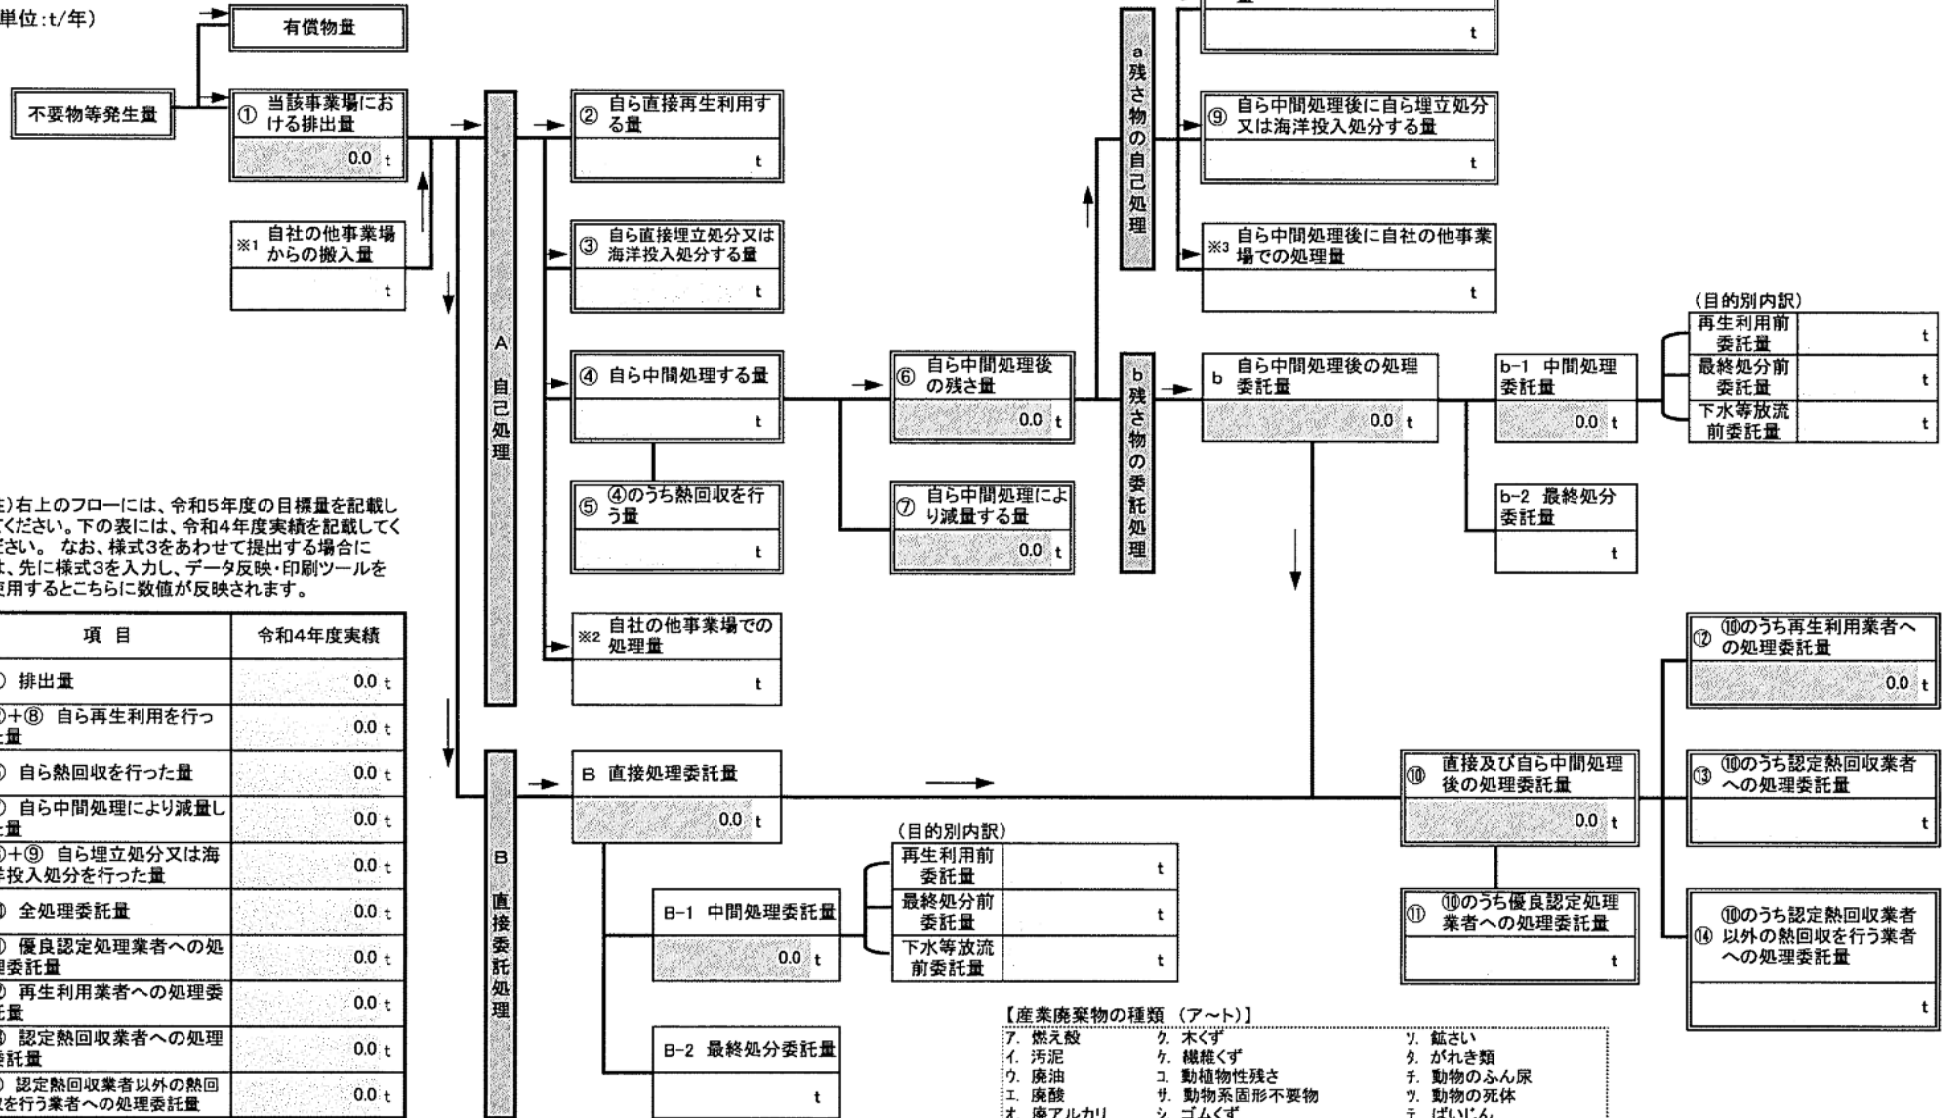 単位:t/年)
有償物量
不要物等発生量
① 当該事業場にお
ける排出量
0.0 t
※1 自社の他事業場
からの搬入量
t
A 自己処理
② 自ら直接再生利用す
る量
t
③ 自ら直接埋立処分又は
海洋投入処分する量
t
④ 自ら中間処理する量
t
⑤ ④のうち熱回収を行
う量
t
※2 自社の他事業場での
処理量
t
⑥ 自ら中間処理後
の残さ量
0.0 t
⑦ 自ら中間処理によ
り減量する量
0.0 t
a 残さ物の自己処理
t
⑨ 自ら中間処理後に自ら埋立処分
又は海洋投入処分する量
t
※3 自ら中間処理後に自社の他事業
場での処理量
t
b 残さ物の委託処理
b 自ら中間処理後の処理
委託量
0.0 t
b-1 中間処理
委託量
0.0 t
(目的別内訳)
再生利用前
委託量 t
最終処分前
委託量 t
下水等放流
前委託量 t
b-2 最終処分
委託量
t
)右上のフローには、令和5年度の目標量を記載し
ください。下の表には、令和4年度実績を記載してく
ださい。 なお、様式3をあわせて提出する場合に
、先に様式3を入力し、データ反映・印刷ツールを
使用するとこちらに数値が反映されます。
項 目 令和4年度実績
排出量 0.0 t
+⑧ 自ら再生利用を行っ
量 0.0 t
自ら熱回収を行った量 0.0 t
自ら中間処理により減量し
量 0.0 t
+⑨ 自ら埋立処分又は海
洋投入処分を行った量 0.0 t
全処理委託量 0.0 t
優良認定処理業者への処
理委託量 0.0 t
再生利用業者への処理委
託量 0.0 t
認定熱回収業者への処理
委託量 0.0 t
認定熱回収業者以外の熱回
収を行う業者への処理委託量 0.0 t
B 直接委託処理
B 直接処理委託量
0.0 t
B-1 中間処理委託量
0.0 t
B-2 最終処分委託量
t
(目的別内訳)
再生利用前
委託量 t
最終処分前
委託量 t
下水等放流
前委託量 t
⑩ 直接及び自ら中間処理
後の処理委託量
0.0 t
⑪ ⑩のうち優良認定処理
業者への処理委託量
t
⑫ ⑩のうち再生利用業者へ
の処理委託量
0.0 t
⑬ ⑩のうち認定熱回収業者
への処理委託量
t
⑭ ⑩のうち認定熱回収業者
以外の熱回収を行う業者
への処理委託量
t
【産業廃棄物の種類 (ア~ト)】
ア. 燃え殻 ク. 木くず ソ. 鉱さい
イ. 汚泥 ケ. 繊維くず タ. がれき類
ウ. 廃油 コ. 動植物性残さ チ. 動物のふん尿
エ. 廃酸 サ. 動物系固形不要物 ツ. 動物の死体
オ. 廃アルカリ シ. ゴムくず テ. ばいじん